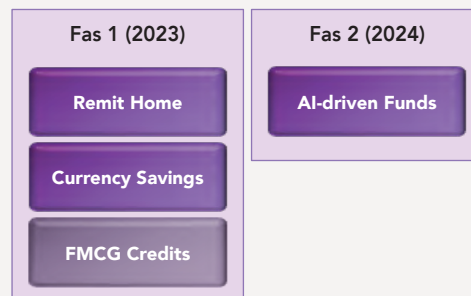 Fas 1 (2023)
Remit Home
Currency Savings
FMCG Credits
Fas 2 (2024)
AI-driven Funds